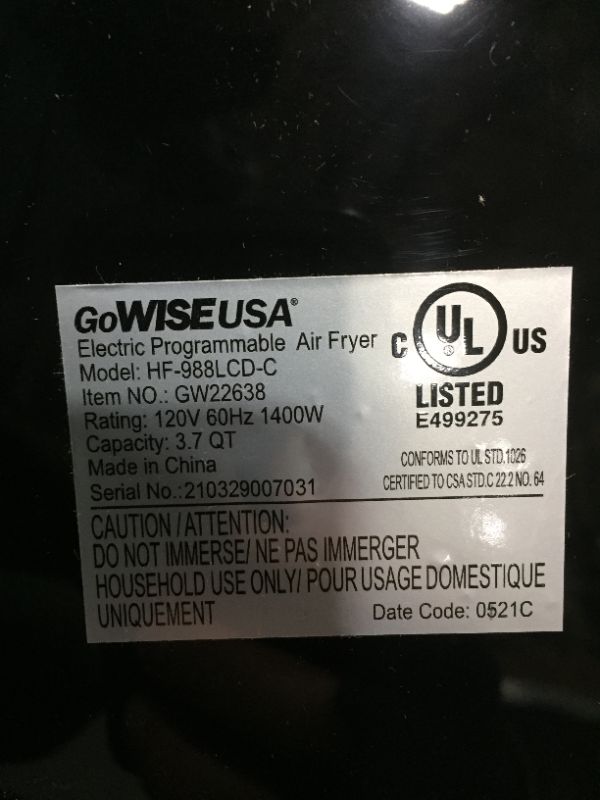 GoWISEUSA®
Electric Programmable Air Fryer
Model: HF-988LCD-C
Item NO.: GW22638
Rating: 120V 60Hz 1400W
Capacity: 3.7 QT
Made in China
Serial No.:210329007031
C UL ® US
LISTED
E499275
CONFORMS TO UL STD.1026
CERTIFIED TO CSA STD.C 22.2 NO. 64
CAUTION / ATTENTION:
DO NOT IMMERSE/ NE PAS IMMERGER
HOUSEHOLD USE ONLY/ POUR USAGE DOMESTIQUE
UNIQUEMENT
Date Code: 0521C